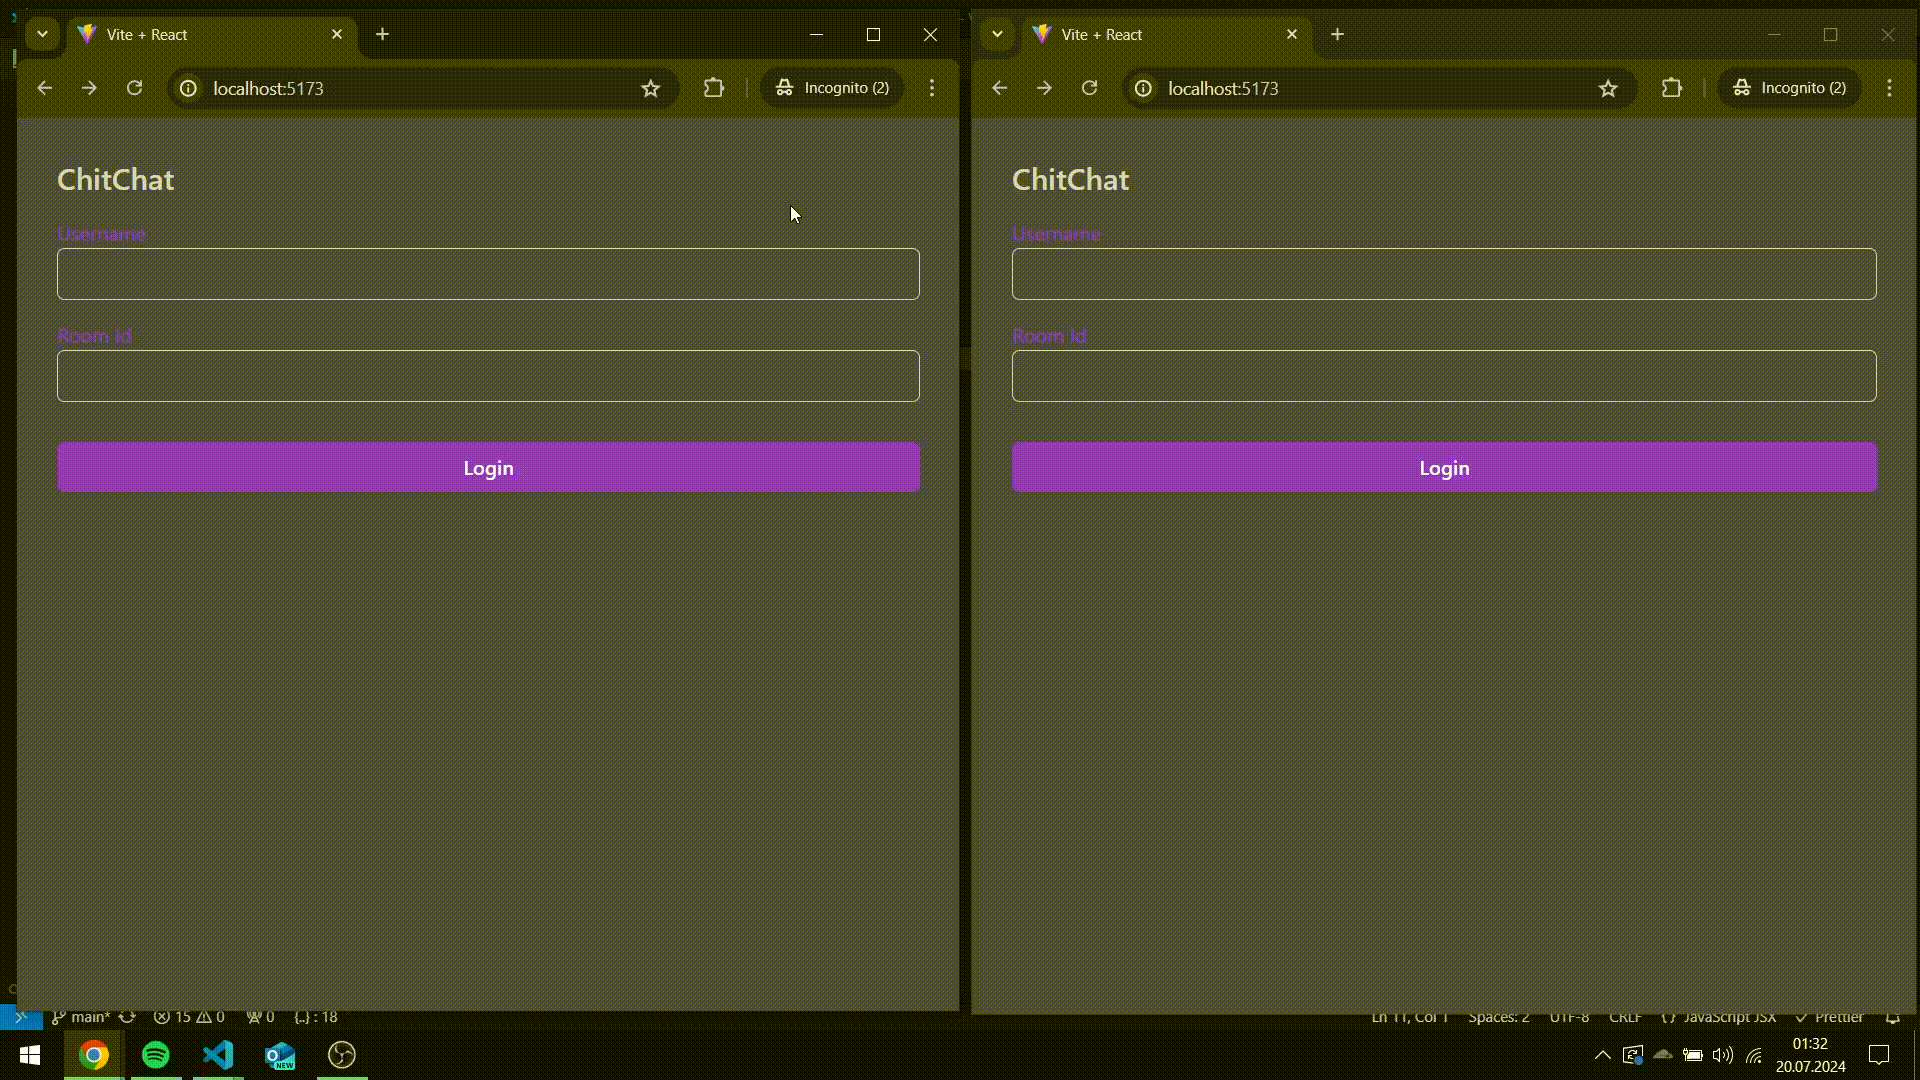 Vite + React
localhost:5173
Incognito (2)
ChitChat
Username
Room Id
Login
Vite + React
localhost:5173
Incognito (2)
ChitChat
Username
Room Id
Login
main* 15 0 0 {..} : 18
Ln 11, Col 1 Spaces: 2 UTF-8 CRLF {} JavaScript JSX Prettier
NEW
01:32
20.07.2024